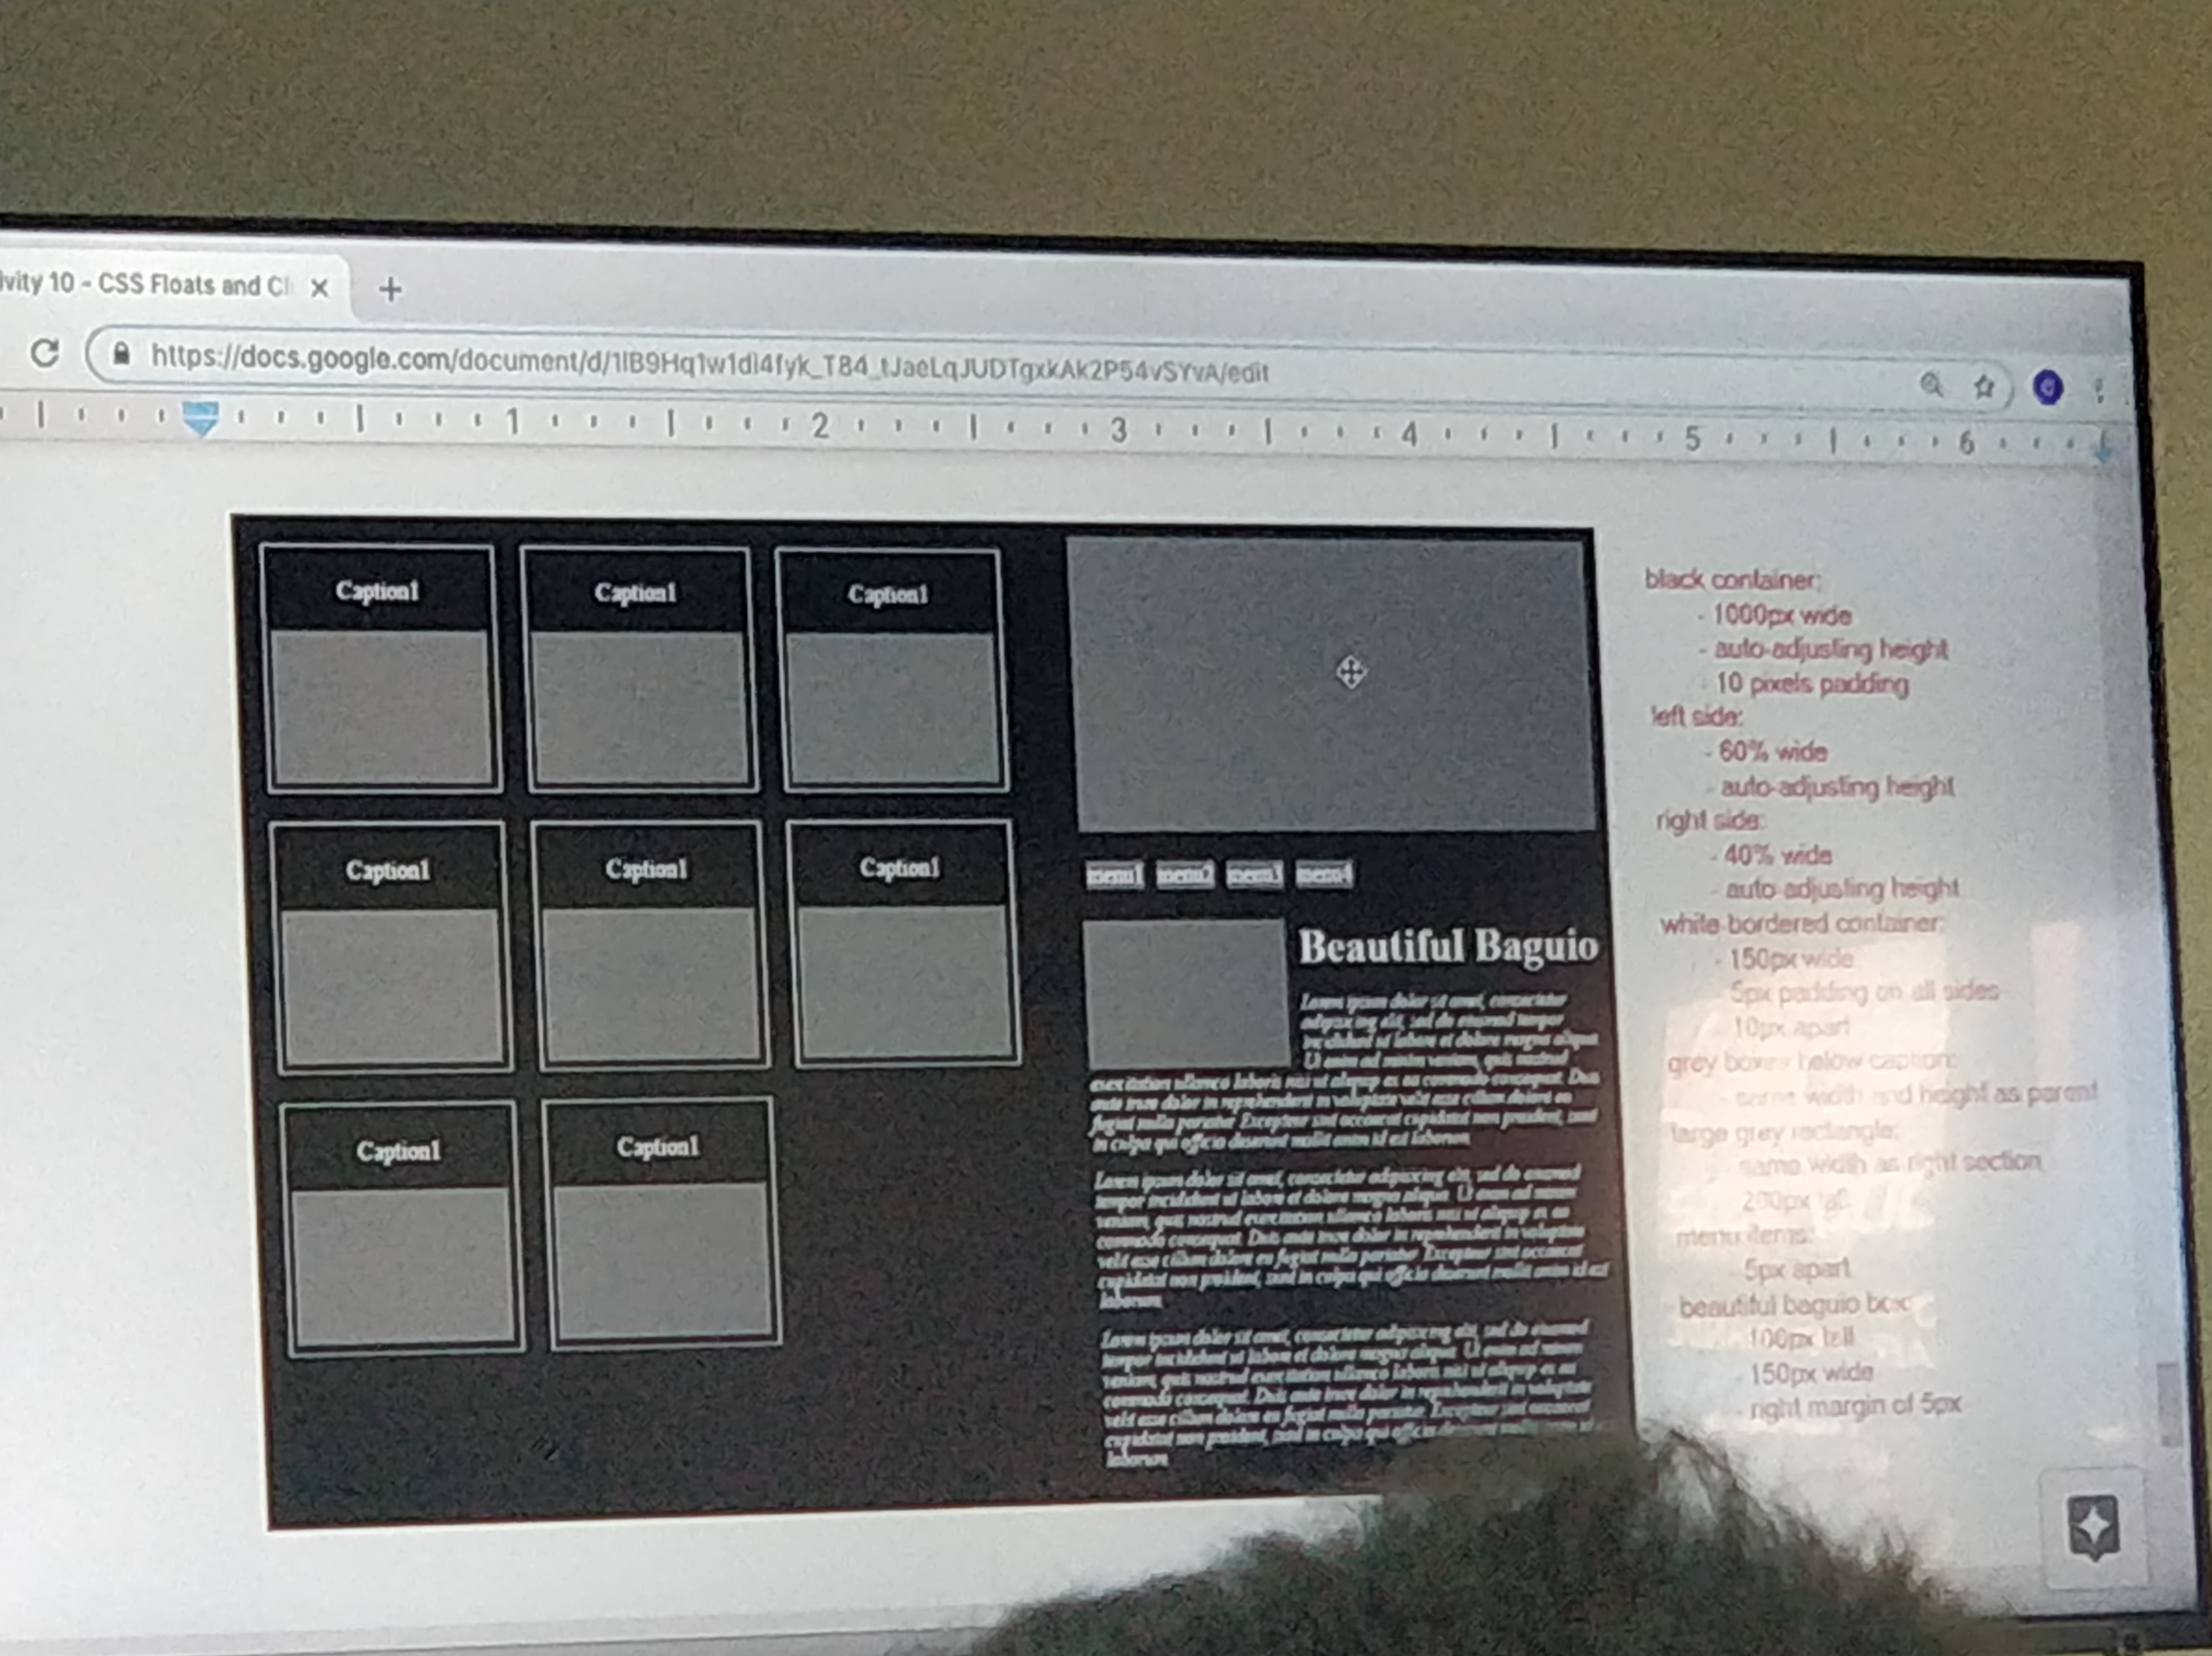 ivity 10 - CSS Floats and Cl
https://docs.google.com/document/d/1IB9Hq1w1dI4fyk_T84_tJaeLqJUDTgxkAk2P54vSYvA/edit
1 2 3 4 5 6
Caption1 Caption1 Caption1
Caption1 Caption1 Caption1
Caption1 Caption1
menu1 menu2 menu3 menu4
Beautiful Baguio
Lorem ipsum dolor sit amet, consectetur
adipiscing elit, sed do eiusmod tempor
incididunt ut labore et dolore magna aliqua.
Ut enim ad minim veniam, quis nostrud
exercitation ullamco laboris nisi ut aliquip ex ea commodo consequat. Duis
aute irure dolor in reprehenderit in voluptate velit esse cillum dolore eu
fugiat nulla pariatur. Excepteur sint occaecat cupidatat non proident, sunt
in culpa qui officia deserunt mollit anim id est laborum.
Lorem ipsum dolor sit amet, consectetur adipiscing elit, sed do eiusmod
tempor incididunt ut labore et dolore magna aliqua. Ut enim ad minim
veniam, quis nostrud exercitation ullamco laboris nisi ut aliquip ex ea
commodo consequat. Duis aute irure dolor in reprehenderit in voluptate
velit esse cillum dolore eu fugiat nulla pariatur. Excepteur sint occaecat
cupidatat non proident, sunt in culpa qui officia deserunt mollit anim id est
laborum.
Lorem ipsum dolor sit amet, consectetur adipiscing elit, sed do eiusmod
tempor incididunt ut labore et dolore magna aliqua. Ut enim ad minim
veniam, quis nostrud exercitation ullamco laboris nisi ut aliquip ex ea
commodo consequat. Duis aute irure dolor in reprehenderit in voluptate
velit esse cillum dolore eu fugiat nulla pariatur. Excepteur sint occaecat
cupidatat non proident, sunt in culpa qui officia deserunt
laborum.
black container:
- 1000px wide
- auto-adjusting height
- 10 pixels padding
left side:
- 60% wide
- auto-adjusting height
right side:
- 40% wide
- auto adjusting height
white bordered container:
- 150px wide
- 5px padding on all sides
- 10px apart
grey boxes below caption:
- same width and height as parent
large grey rectangle:
- same width as right section
- 200px tall
menu items:
- 5px apart
beautiful baguio box:
- 100px tall
- 150px wide
- right margin of 5px